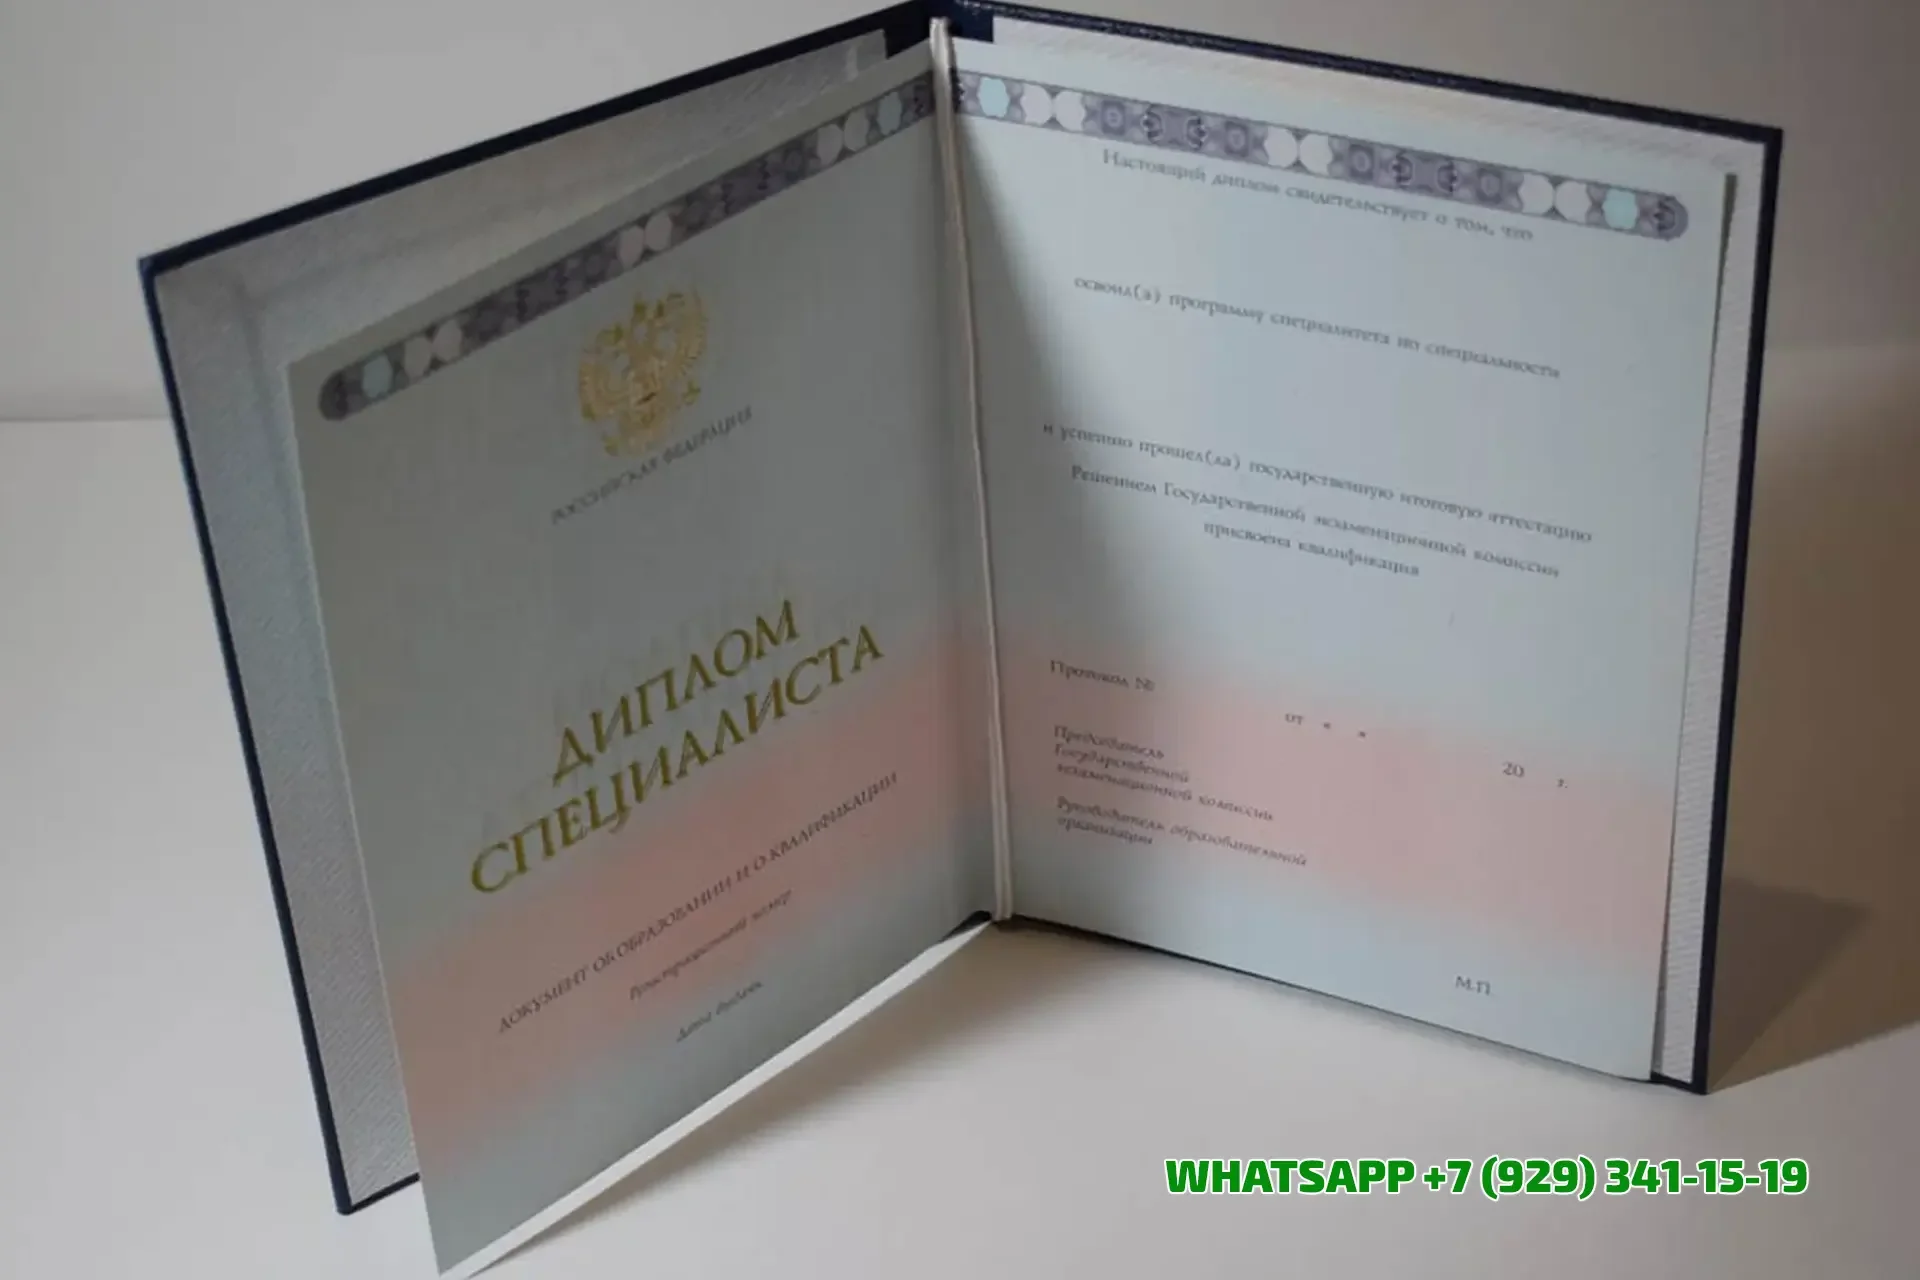 РОССИЙСКАЯ ФЕДЕРАЦИЯ
ДИПЛОМ
СПЕЦИАЛИСТА
ДОКУМЕНТ ОБ ОБРАЗОВАНИИ И О КВАЛИФИКАЦИИ
Регистрационный номер
Дата выдачи
Настоящий диплом свидетельствует о том, что
освоил(а) программу специалитета по специальности
и успешно прошел(ла) государственную итоговую аттестацию
Решением Государственной экзаменационной комиссии
присвоена квалификация
Протокол №
от « » 20 г.
Председатель
Государственной
экзаменационной комиссии
Руководитель образовательной
организации
М.П.
WHATSAPP +7 (929) 341-15-19